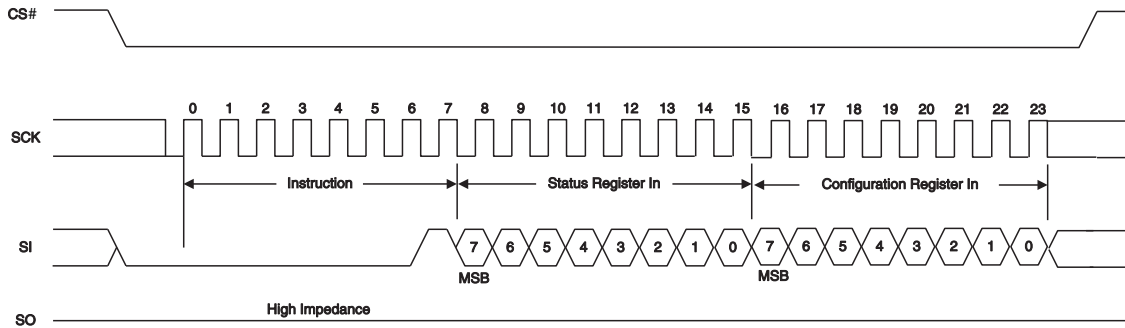 CS#
0 1 2 3 4 5 6 7 8 9 10 11 12 13 14 15 16 17 18 19 20 21 22 23
SCK
Instruction Status Register In Configuration Register In
SI 7 6 5 4 3 2 1 0 7 6 5 4 3 2 1 0
MSB MSB
High Impedance
SO